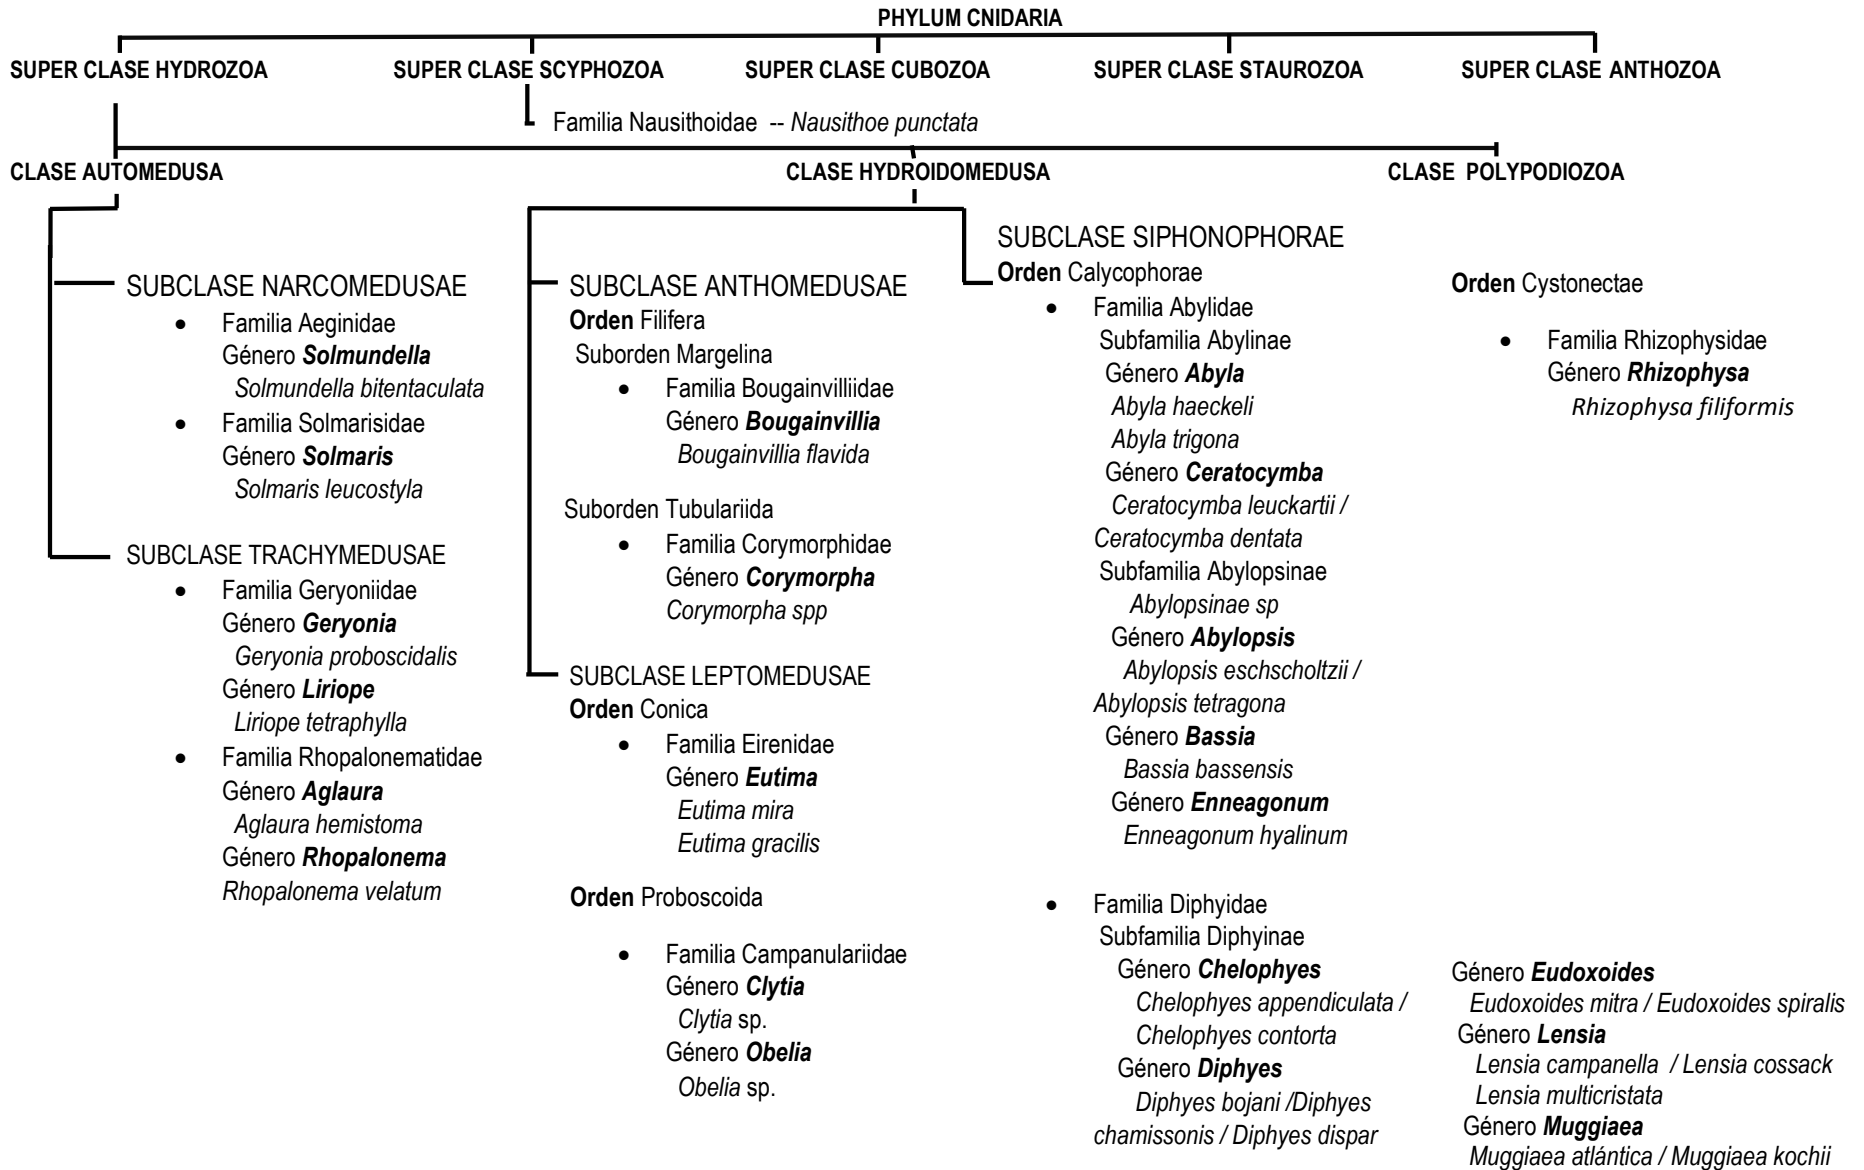 PHYLUM CNIDARIA
SUPER CLASE HYDROZOA
SUPER CLASE SCYPHOZOA
SUPER CLASE CUBOZOA
SUPER CLASE STAUROZOA
SUPER CLASE ANTHOZOA
Familia Nausithoidae -- Nausithoe punctata
CLASE AUTOMEDUSA
CLASE HYDROIDOMEDUSA
CLASE POLYPODIOZOA
SUBCLASE NARCOMEDUSAE
• Familia Aeginidae
Género Solmundella
Solmundella bitentaculata
• Familia Solmarisidae
Género Solmaris
Solmaris leucostyla
SUBCLASE TRACHYMEDUSAE
• Familia Geryoniidae
Género Geryonia
Geryonia proboscidalis
Género Liriope
Liriope tetraphylla
• Familia Rhopalonematidae
Género Aglaura
Aglaura hemistoma
Género Rhopalonema
Rhopalonema velatum
SUBCLASE ANTHOMEDUSAE
Orden Filifera
Suborden Margelina
• Familia Bougainvilliidae
Género Bougainvillia
Bougainvillia flavida
Suborden Tubulariida
• Familia Corymorphidae
Género Corymorpha
Corymorpha spp
SUBCLASE LEPTOMEDUSAE
Orden Conica
• Familia Eirenidae
Género Eutima
Eutima mira
Eutima gracilis
Orden Proboscoida
• Familia Campanulariidae
Género Clytia
Clytia sp.
Género Obelia
Obelia sp.
SUBCLASE SIPHONOPHORAE
Orden Calycophorae
• Familia Abylidae
Subfamilia Abylinae
Género Abyla
Abyla haeckeli
Abyla trigona
Género Ceratocymba
Ceratocymba leuckartii /
Ceratocymba dentata
Subfamilia Abylopsinae
Abylopsinae sp
Género Abylopsis
Abylopsis eschscholtzii /
Abylopsis tetragona
Género Bassia
Bassia bassensis
Género Enneagonum
Enneagonum hyalinum
• Familia Diphyidae
Subfamilia Diphyinae
Género Chelophyes
Chelophyes appendiculata /
Chelophyes contorta
Género Diphyes
Diphyes bojani /Diphyes
chamissonis / Diphyes dispar
Orden Cystonectae
• Familia Rhizophysidae
Género Rhizophysa
Rhizophysa filiformis
Género Eudoxoides
Eudoxoides mitra / Eudoxoides spiralis
Género Lensia
Lensia campanella / Lensia cossack
Lensia multicristata
Género Muggiaea
Muggiaea atlántica / Muggiaea kochii